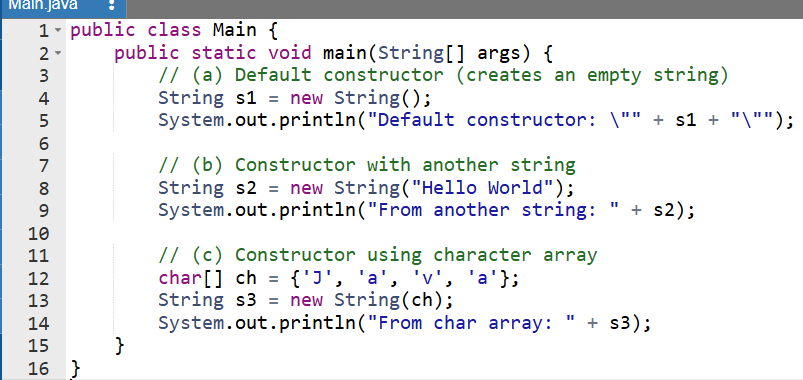 Main.java
1 public class Main {
2     public static void main(String[] args) {
3         // (a) Default constructor (creates an empty string)
4         String s1 = new String();
5         System.out.println("Default constructor: \"" + s1 + "\"");
6
7         // (b) Constructor with another string
8         String s2 = new String("Hello World");
9         System.out.println("From another string: " + s2);
10
11         // (c) Constructor using character array
12         char[] ch = {'J', 'a', 'v', 'a'};
13         String s3 = new String(ch);
14         System.out.println("From char array: " + s3);
15     }
16 }